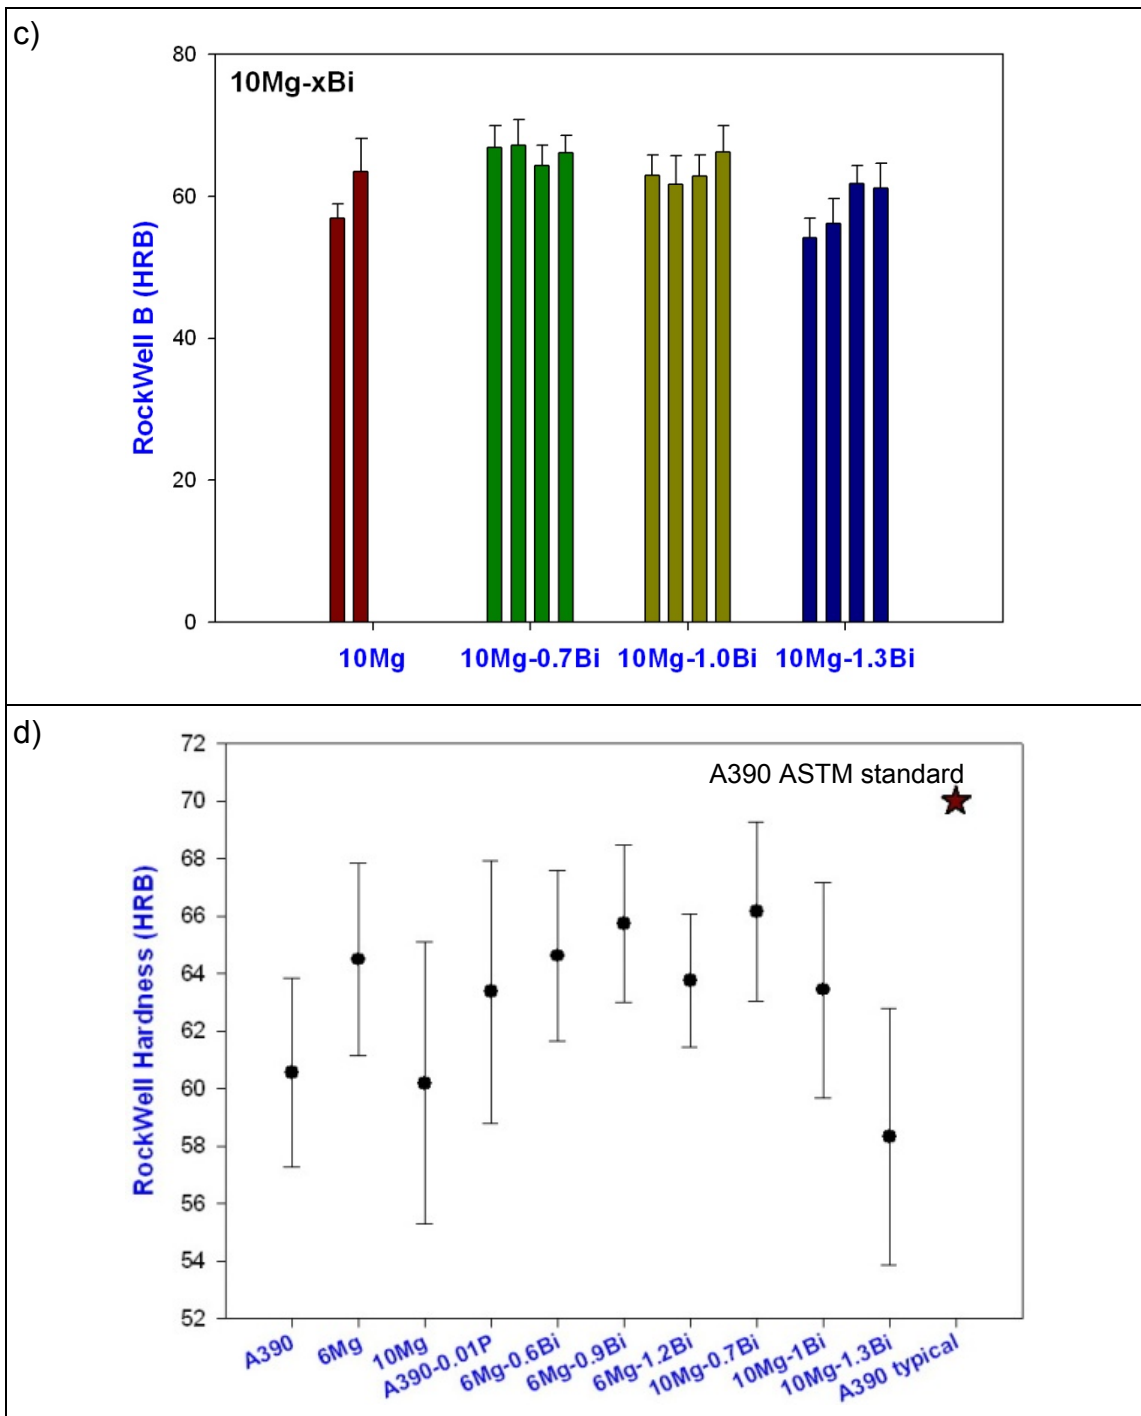 c)
80
10Mg-xBi
60
40
20
0
RockWell B (HRB)
10Mg 10Mg-0.7Bi 10Mg-1.0Bi 10Mg-1.3Bi
d)
72
A390 ASTM standard
70
68
66
64
62
60
58
56
54
52
RockWell Hardness (HRB)
A390 6Mg 10Mg A390-0.01P 6Mg-0.6Bi 6Mg-0.9Bi 6Mg-1.2Bi 10Mg-0.7Bi 10Mg-1Bi 10Mg-1.3Bi A390 typical